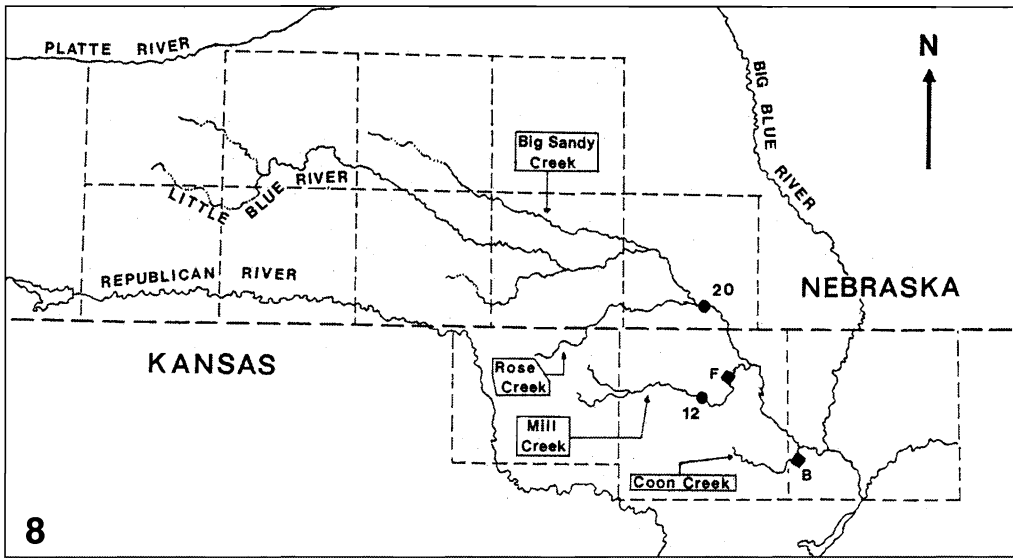 PLATTE RIVER
N
BIG BLUE RIVER
Big Sandy
Creek
LITTLE BLUE RIVER
REPUBLICAN RIVER
20
NEBRASKA
KANSAS
Rose
Creek
F
12
Mill
Creek
Coon Creek
B
8